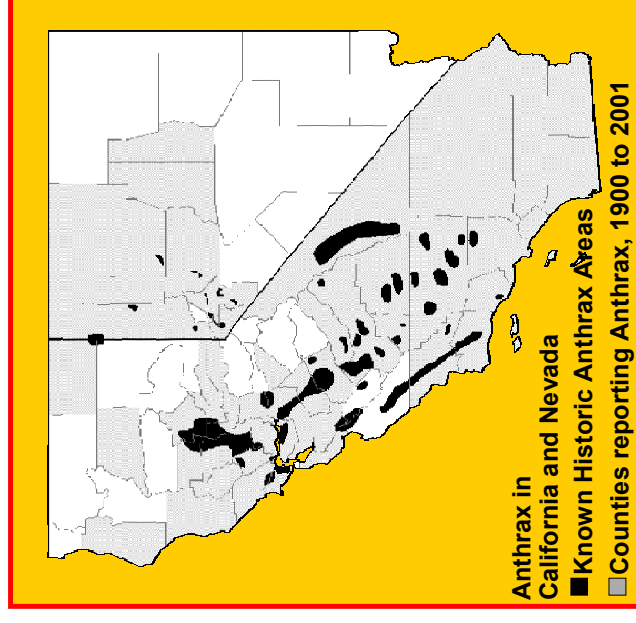 Anthrax in
California and Nevada
Known Historic Anthrax Areas
Counties reporting Anthrax, 1900 to 2001